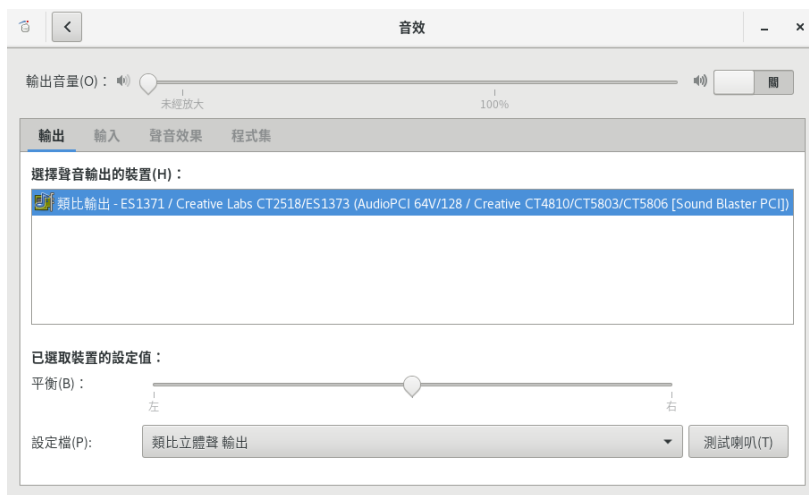 音效
輸出音量(O)： 關
未經放大 100%
輸出 輸入 聲音效果 程式集
選擇聲音輸出的裝置(H)：
類比輸出 - ES1371 / Creative Labs CT2518/ES1373 (AudioPCI 64V/128 / Creative CT4810/CT5803/CT5806 [Sound Blaster PCI])
已選取裝置的設定值：
平衡(B)：
左 右
設定檔(P): 類比立體聲 輸出 測試喇叭(T)